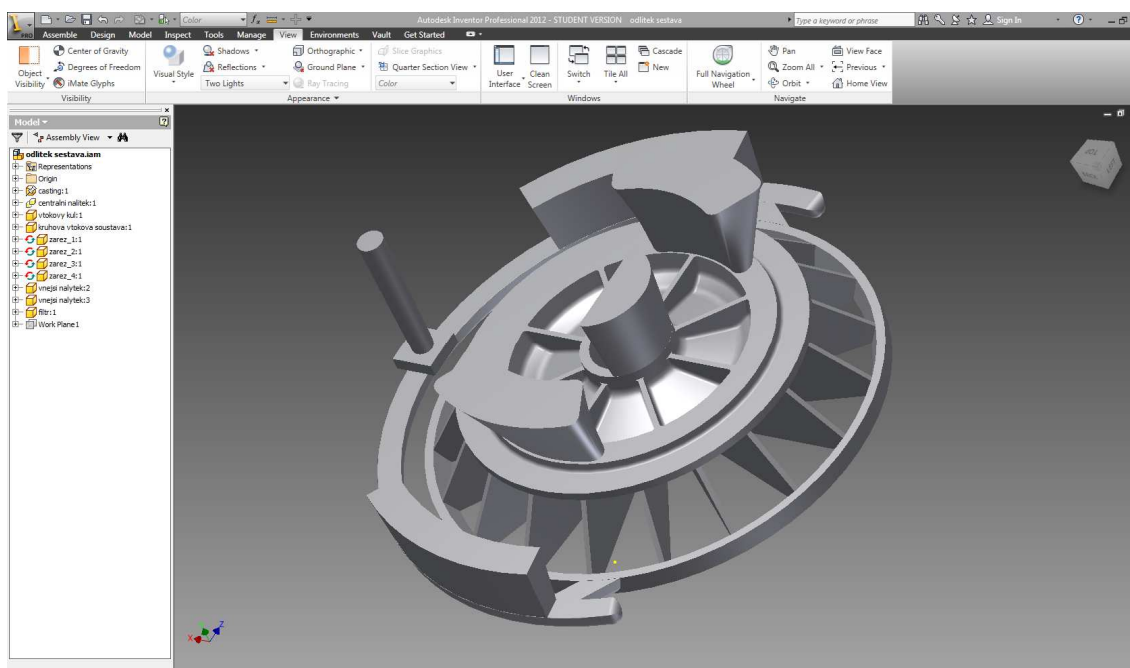 PRO
Color
Autodesk Inventor Professional 2012 - STUDENT VERSION odlitek sestava
Type a keyword or phrase
Sign In
Assemble Design Model Inspect Tools Manage View Environments Vault Get Started
Object Visibility
Center of Gravity
Degrees of Freedom
iMate Glyphs
Visibility
Visual Style
Shadows
Reflections
Two Lights
Orthographic
Ground Plane
Ray Tracing
Slice Graphics
Quarter Section View
Color
Appearance
User Interface
Clean Screen
Switch
Tile All
Cascade
New
Windows
Full Navigation Wheel
Pan
Zoom All
Orbit
View Face
Previous
Home View
Navigate
Model
Assembly View
odlitek sestava.iam
Representations
Origin
casting:1
centralni nalitek:1
vtokovy kul:1
kruhova vtokova soustava:1
zarez_1:1
zarez_2:1
zarez_3:1
zarez_4:1
vnejsi nalytek:2
vnejsi nalytek:3
filtr:1
Work Plane1
X
Z